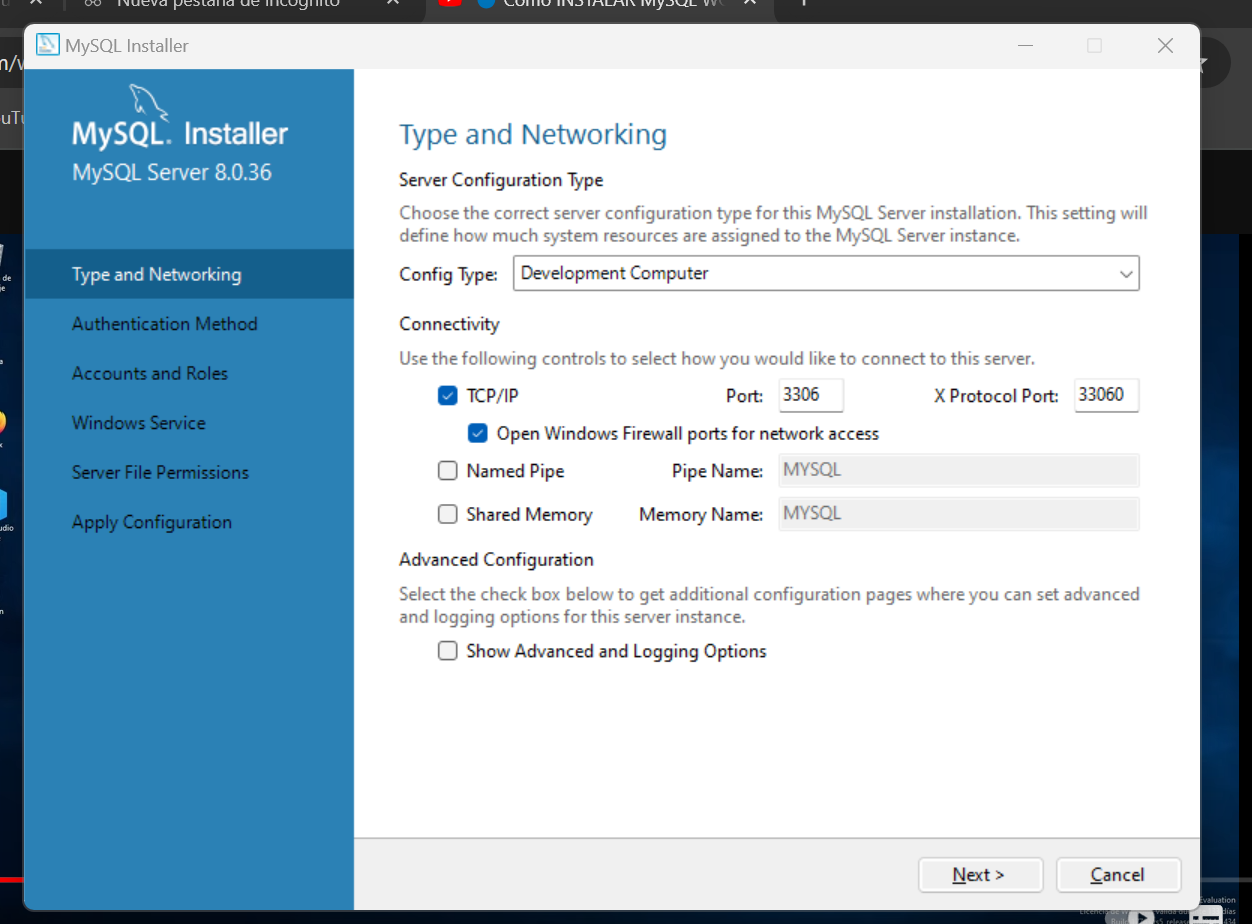 Nueva pestaña de incógnito
Cómo INSTALAR MySQL W
MySQL Installer
MySQL. Installer
MySQL Server 8.0.36
Type and Networking
Authentication Method
Accounts and Roles
Windows Service
Server File Permissions
Apply Configuration
Type and Networking
Server Configuration Type
Choose the correct server configuration type for this MySQL Server installation. This setting will
define how much system resources are assigned to the MySQL Server instance.
Config Type: Development Computer
Connectivity
Use the following controls to select how you would like to connect to this server.
TCP/IP Port: 3306 X Protocol Port: 33060
Open Windows Firewall ports for network access
Named Pipe Pipe Name: MYSQL
Shared Memory Memory Name: MYSQL
Advanced Configuration
Select the check box below to get additional configuration pages where you can set advanced
and logging options for this server instance.
Show Advanced and Logging Options
Next > Cancel